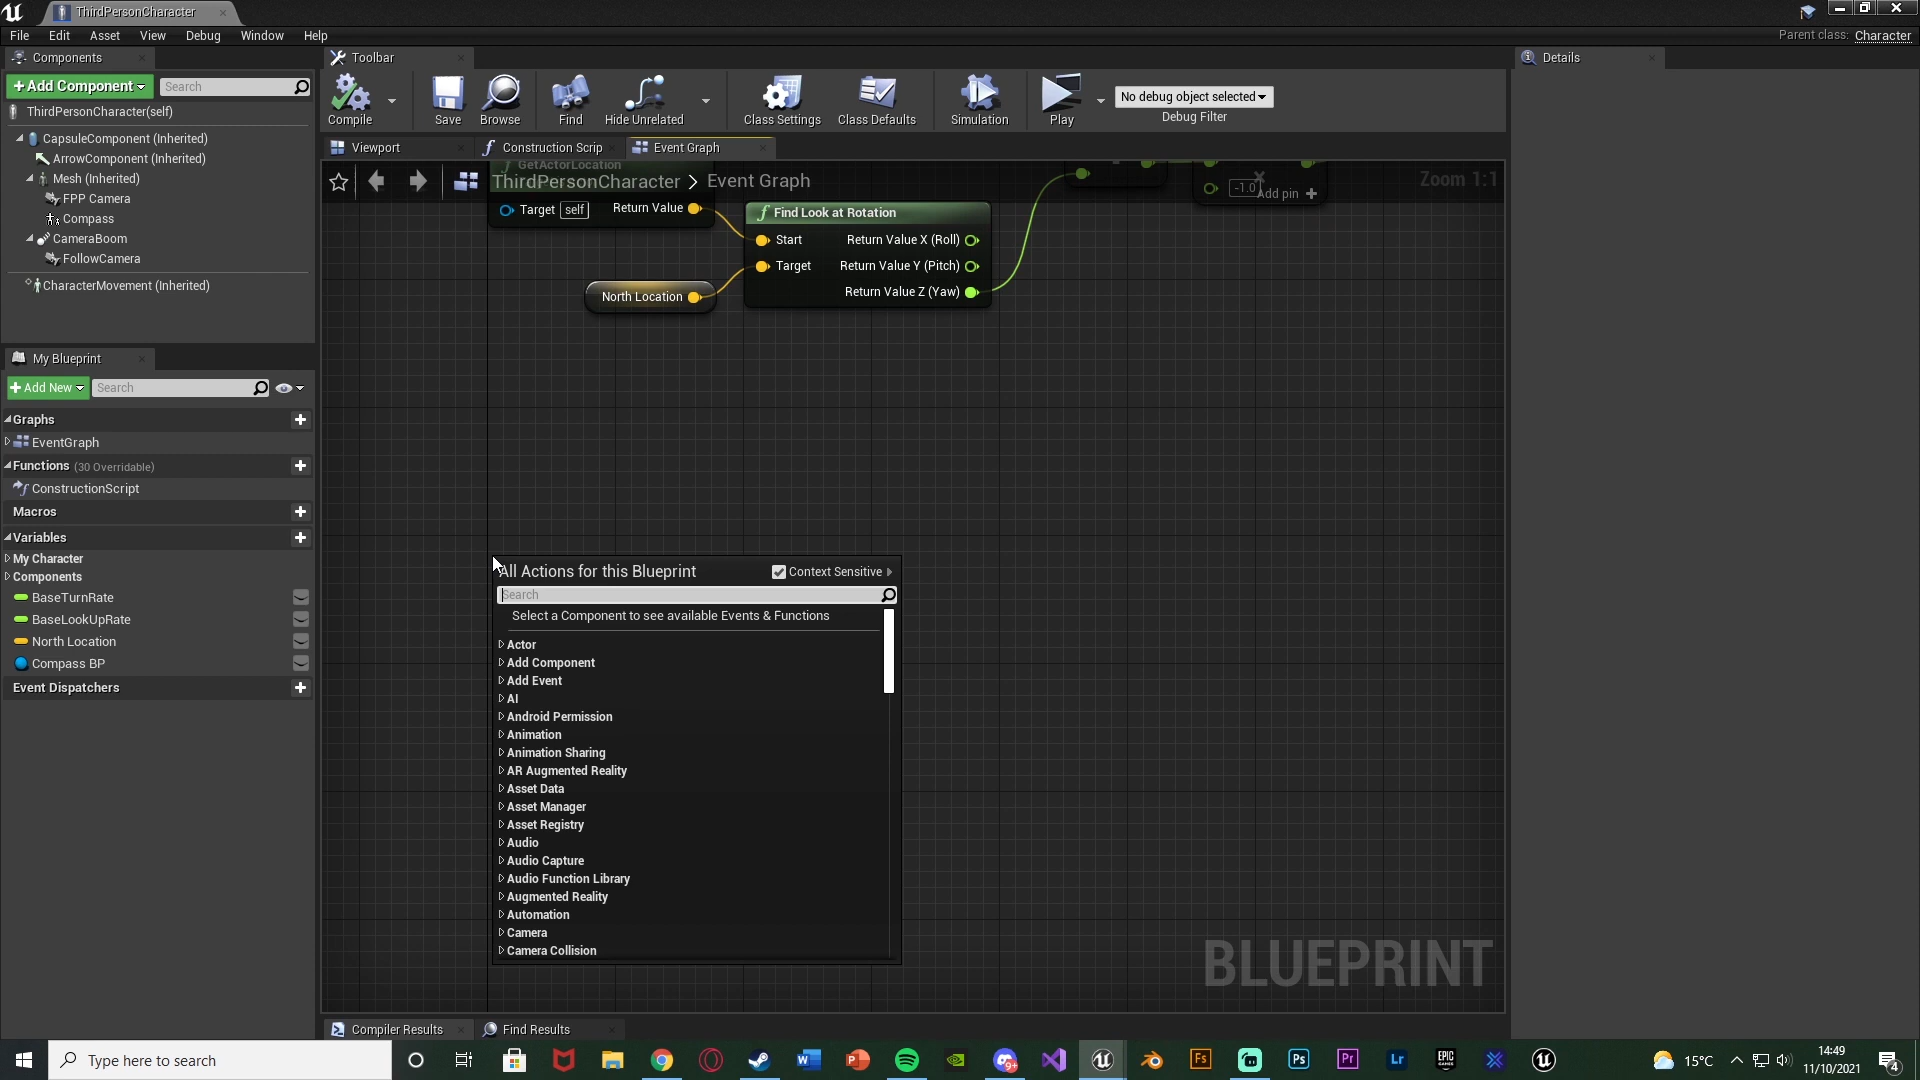 ThirdPersonCharacter
File Edit Asset View Debug Window Help
Parent class: Character
Components
Toolbar
Details
+ Add Component
Search
Compile
Save
Browse
Find
Hide Unrelated
Class Settings
Class Defaults
Simulation
Play
No debug object selected
Debug Filter
ThirdPersonCharacter(self)
CapsuleComponent (Inherited)
ArrowComponent (Inherited)
Mesh (Inherited)
FPP Camera
Compass
CameraBoom
FollowCamera
CharacterMovement (Inherited)
Viewport
Construction Scrip
Event Graph
GetActorLocation
ThirdPersonCharacter > Event Graph
Zoom 1:1
-1.0
Add pin +
Target self Return Value
Find Look at Rotation
Start Return Value X (Roll)
Target Return Value Y (Pitch)
Return Value Z (Yaw)
North Location
My Blueprint
+ Add New
Search
Graphs
EventGraph
Functions (30 Overridable)
ConstructionScript
Macros
Variables
My Character
Components
BaseTurnRate
BaseLookUpRate
North Location
Compass BP
Event Dispatchers
All Actions for this Blueprint
Context Sensitive
Search
Select a Component to see available Events & Functions
Actor
Add Component
Add Event
AI
Android Permission
Animation
Animation Sharing
AR Augmented Reality
Asset Data
Asset Manager
Asset Registry
Audio
Audio Capture
Audio Function Library
Augmented Reality
Automation
Camera
Camera Collision
BLUEPRINT
Compiler Results
Find Results
Type here to search
15°C
14:49
11/10/2021
4